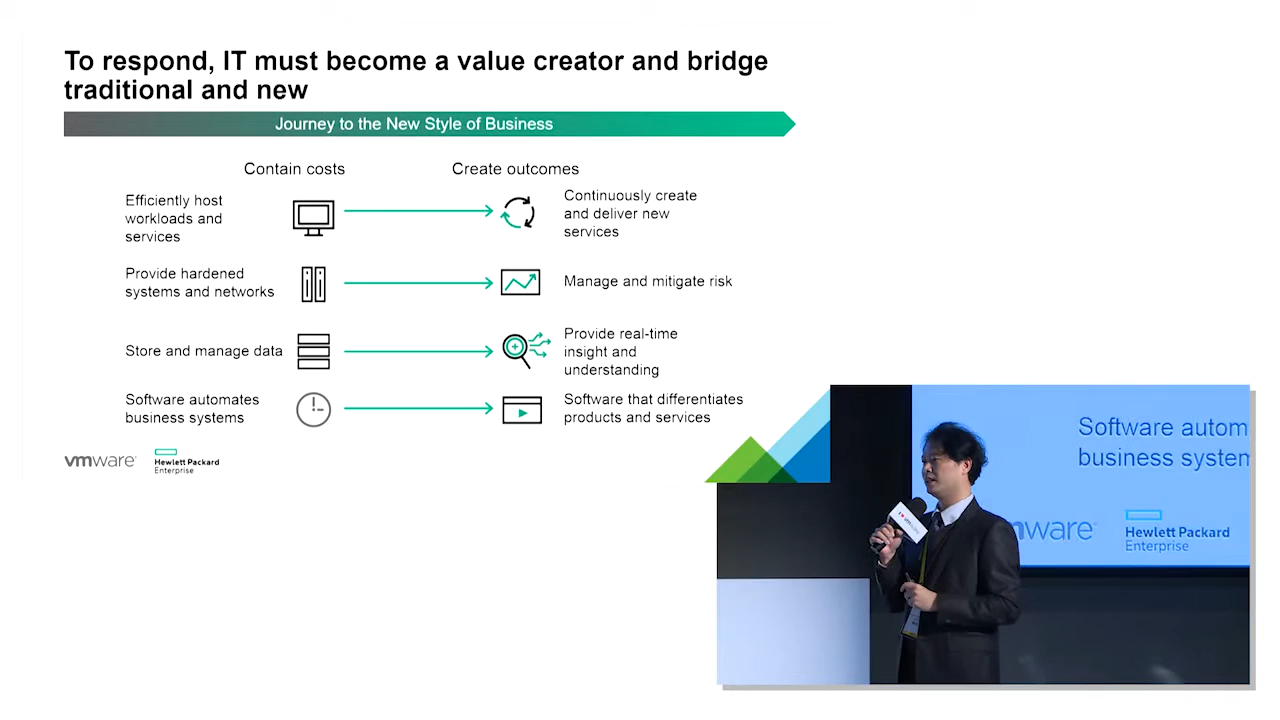 To respond, IT must become a value creator and bridge
traditional and new
Journey to the New Style of Business
Contain costs
Create outcomes
Efficiently host
workloads and
services
Continuously create
and deliver new
services
Provide hardened
systems and networks
Manage and mitigate risk
Store and manage data
Provide real-time
insight and
understanding
Software automates
business systems
Software that differentiates
products and services
vmware
Hewlett Packard
Enterprise
Software autom
business system
mware
Hewlett Packard
Enterprise